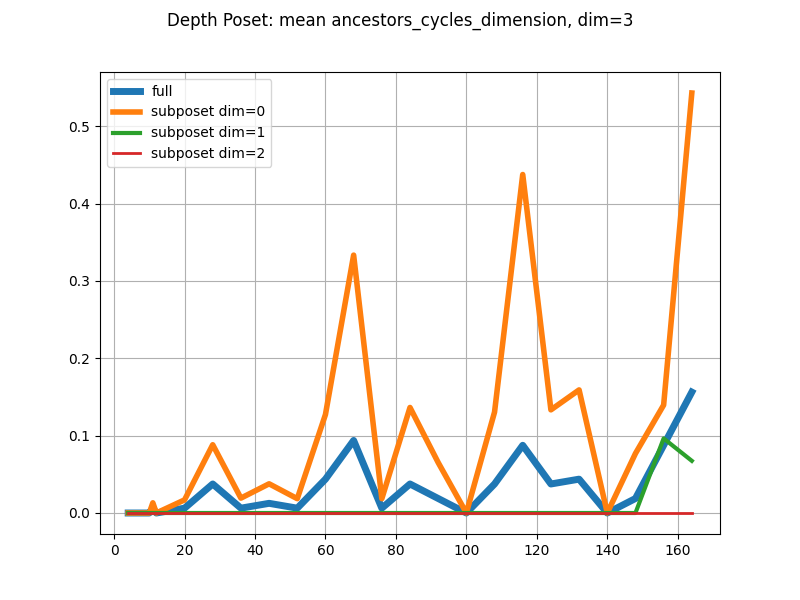 Depth Poset: mean ancestors_cycles_dimension, dim=3
full
subposet dim=0
subposet dim=1
subposet dim=2
0.5
0.4
0.3
0.2
0.1
0.0
0 20 40 60 80 100 120 140 160